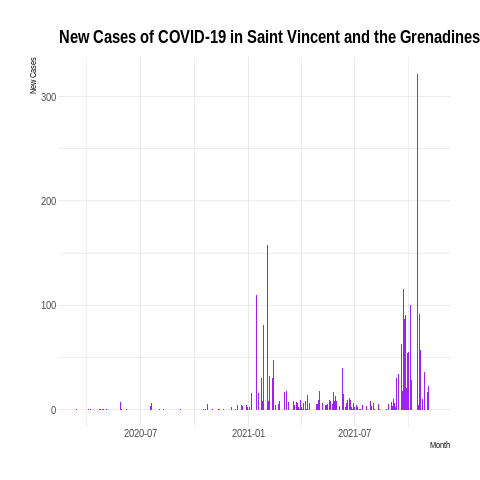 New Cases of COVID-19 in Saint Vincent and the Grenadines
New Cases
300
200
100
0
2020-07 2021-01 2021-07
Month